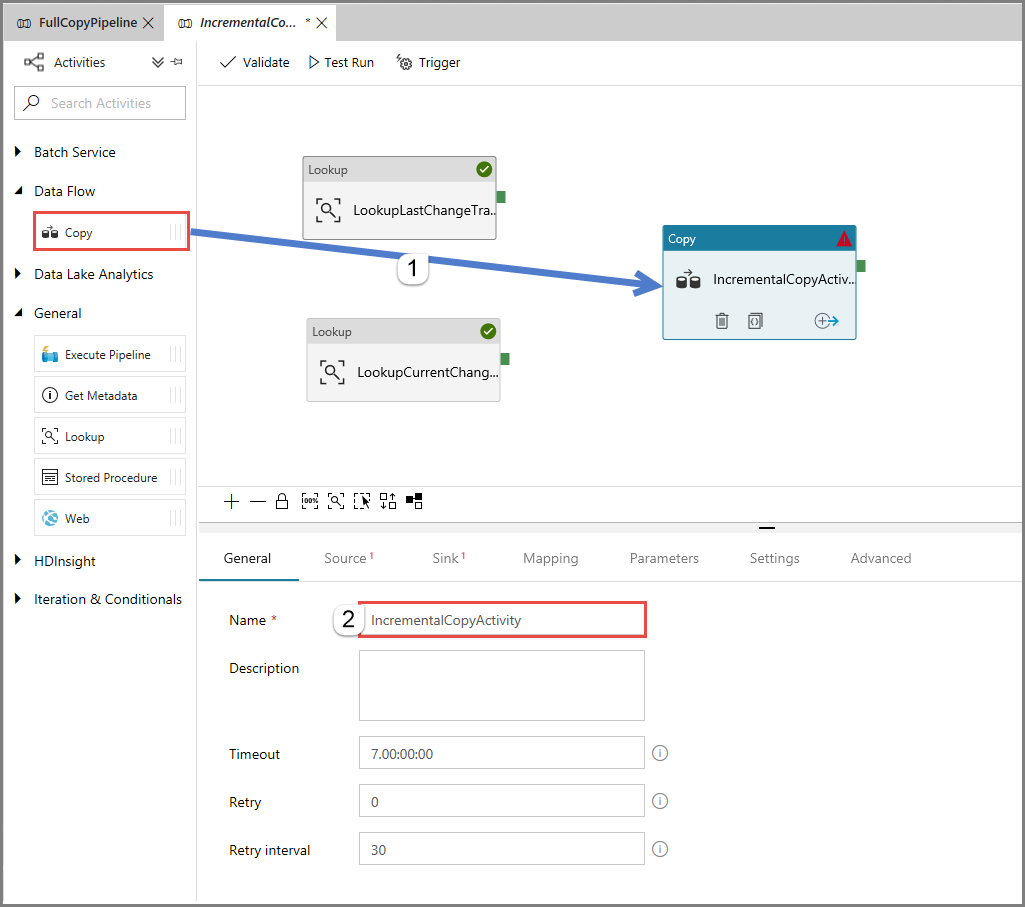 FullCopyPipeline
IncrementalCo... *
Activities
Validate
Test Run
Trigger
Search Activities
Batch Service
Data Flow
Copy
Data Lake Analytics
General
Execute Pipeline
Get Metadata
Lookup
Stored Procedure
Web
HDInsight
Iteration & Conditionals
Lookup
LookupLastChangeTra...
1
Lookup
LookupCurrentChang...
Copy
IncrementalCopyActiv...
100%
General
Source 1
Sink 1
Mapping
Parameters
Settings
Advanced
Name *
2
IncrementalCopyActivity
Description
Timeout
7.00:00:00
Retry
0
Retry interval
30